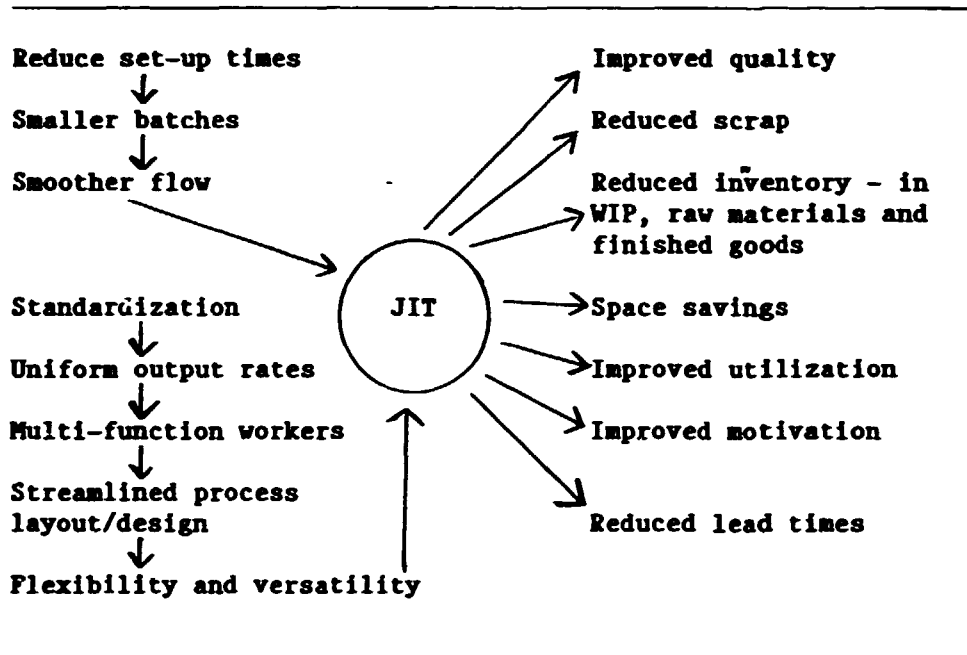 Reduce set-up times
Smaller batches
Smoother flow
Standardization
Uniform output rates
Multi-function workers
Streamlined process
layout/design
Flexibility and versatility
JIT
Improved quality
Reduced scrap
Reduced inventory - in
WIP, raw materials and
finished goods
Space savings
Improved utilization
Improved motivation
Reduced lead times